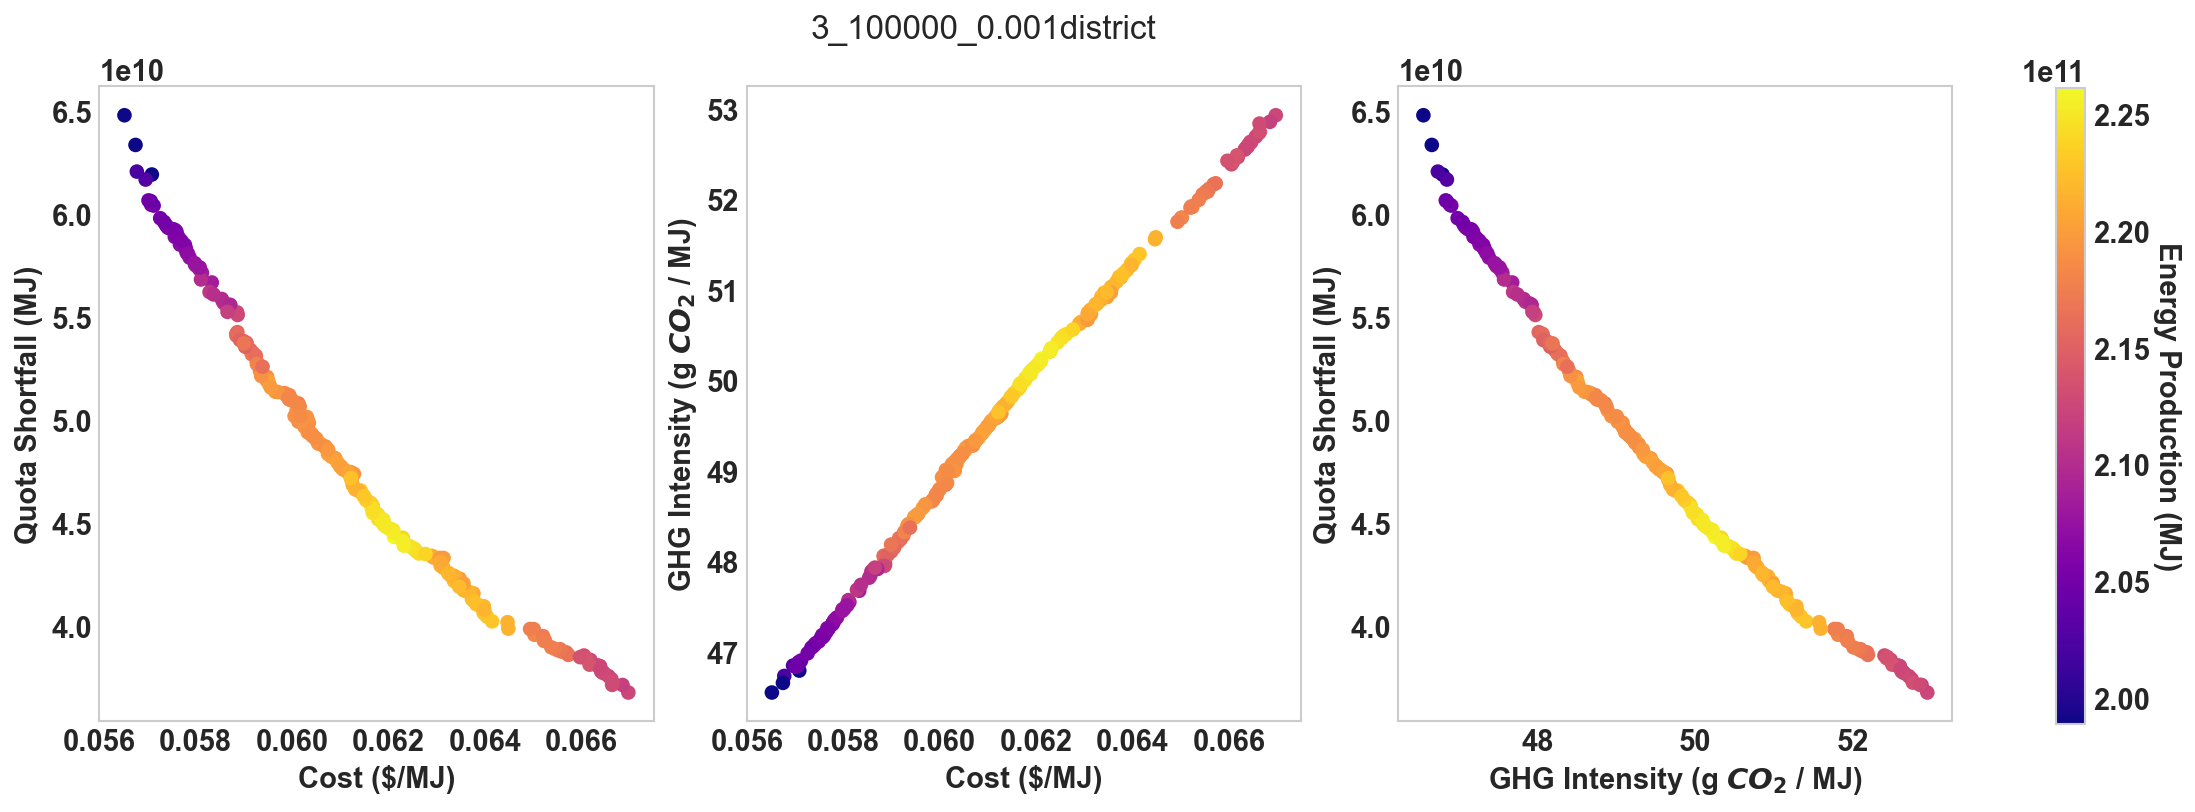 3_100000_0.001district
1e10
6.5
6.0
5.5
5.0
4.5
4.0
Quota Shortfall (MJ)
0.056 0.058 0.060 0.062 0.064 0.066
Cost ($/MJ)
53
52
51
50
49
48
47
GHG Intensity (g CO₂ / MJ)
0.056 0.058 0.060 0.062 0.064 0.066
Cost ($/MJ)
1e10
6.5
6.0
5.5
5.0
4.5
4.0
Quota Shortfall (MJ)
48 50 52
GHG Intensity (g CO₂ / MJ)
1e11
2.25
2.20
2.15
2.10
2.05
2.00
Energy Production (MJ)